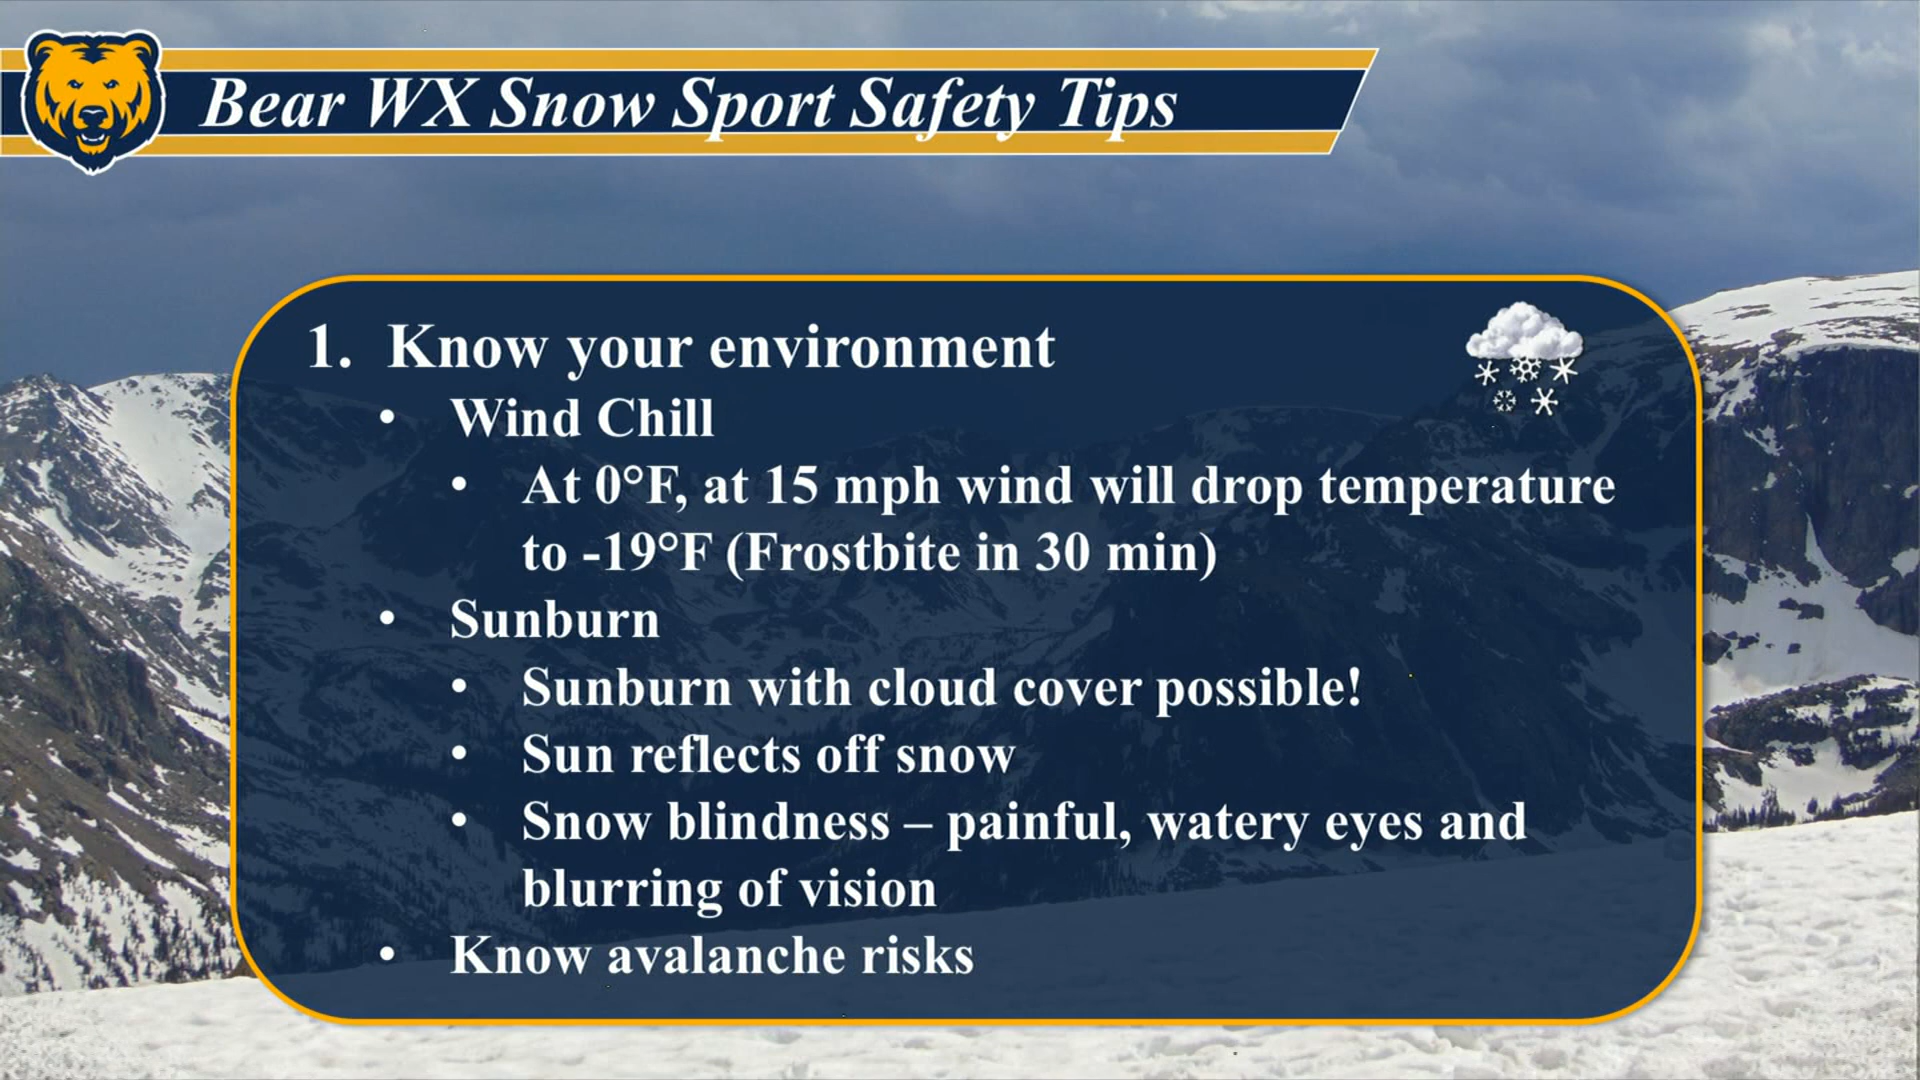 Bear WX Snow Sport Safety Tips
1. Know your environment
• Wind Chill
• At 0°F, at 15 mph wind will drop temperature
to -19°F (Frostbite in 30 min)
• Sunburn
• Sunburn with cloud cover possible!
• Sun reflects off snow
• Snow blindness – painful, watery eyes and
blurring of vision
• Know avalanche risks